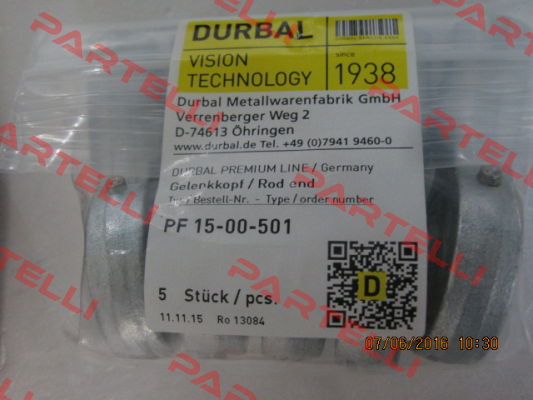 DURBAL
VISION
TECHNOLOGY
since
1938
Durbal Metallwarenfabrik GmbH
Verrenberger Weg 2
D-74613 Öhringen
www.durbal.de Tel. +49 (0)7941 9460-0
DURBAL PREMIUM LINE / Germany
Gelenkkopf / Rod end
Type Bestell-Nr. - Type / order number
PF 15-00-501
D
5 Stück / pcs.
11.11.15 Ro 13084
07/06/2016 10:30
PARTELLI
PARTELLI
PARTELLI
PARTELLI
PARTELLI